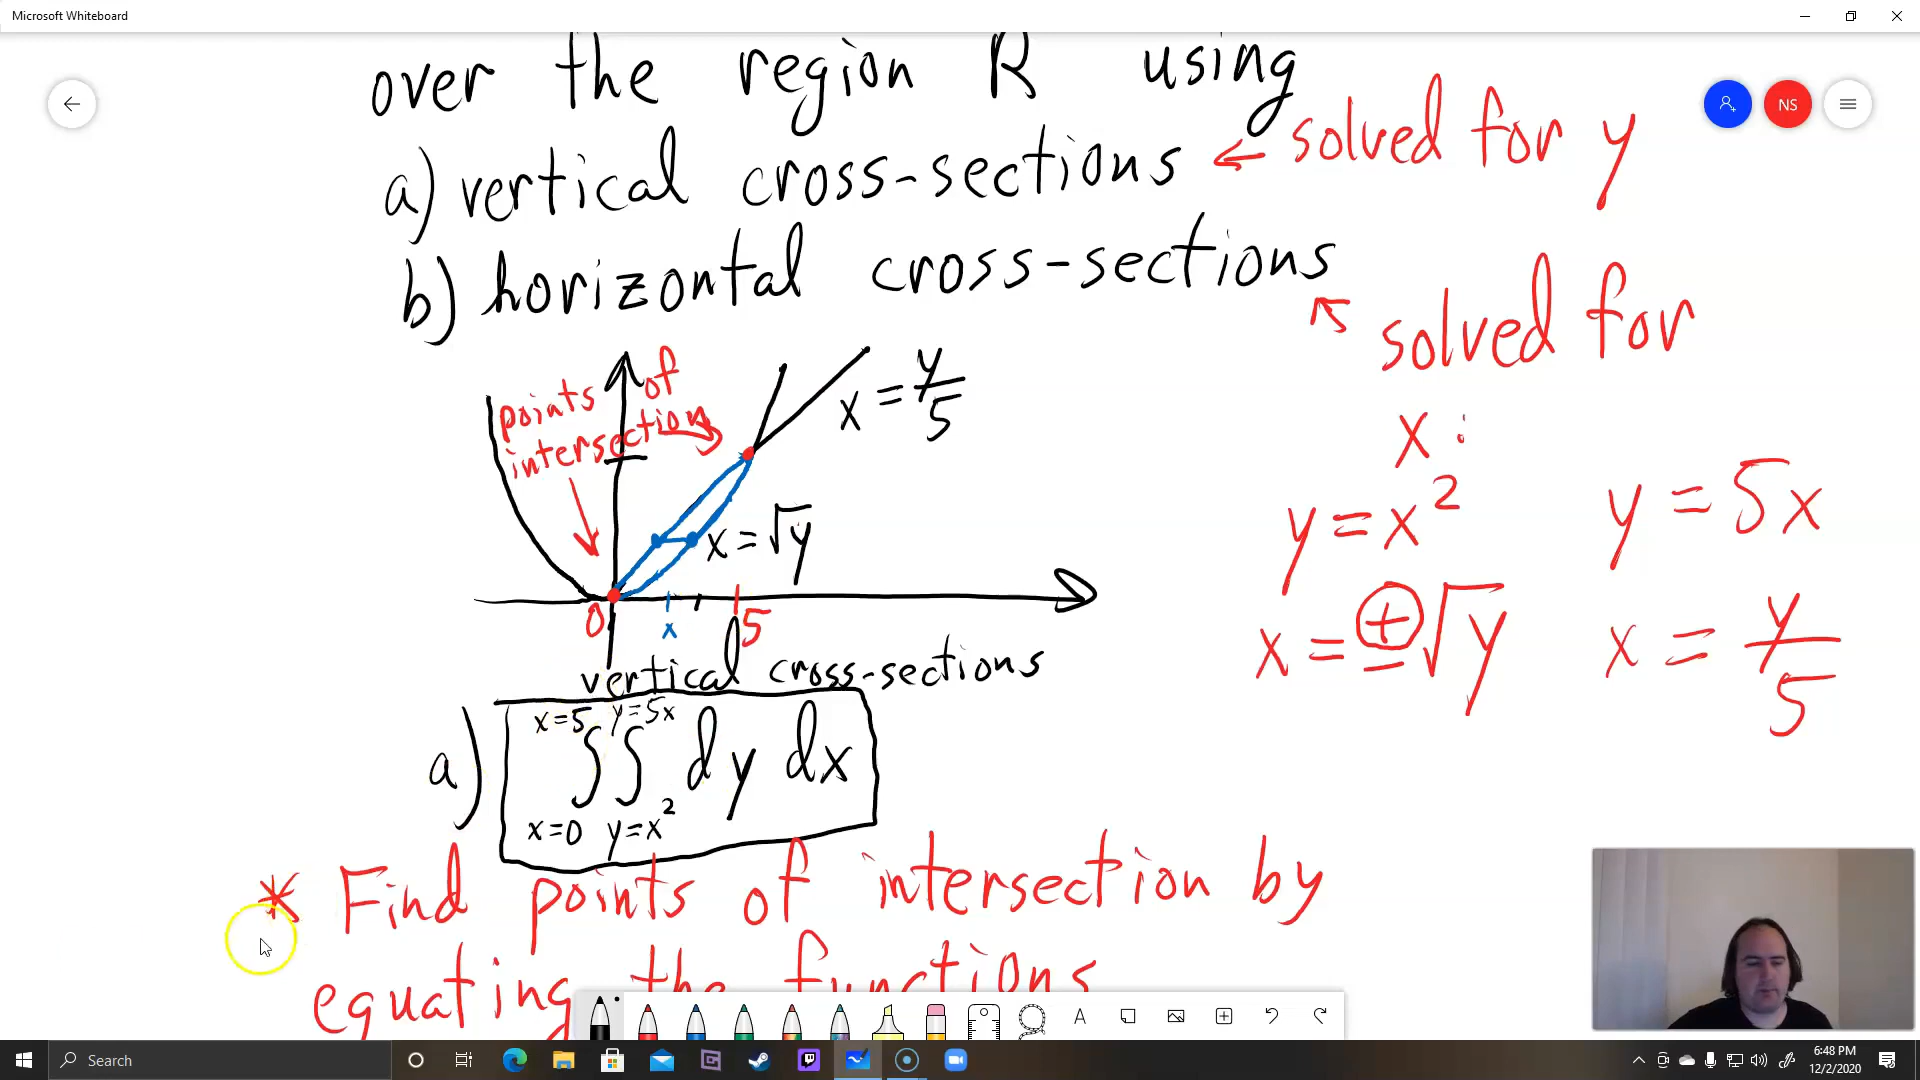 Microsoft Whiteboard
over the region R using
a) vertical cross-sections ← solved for y
b) horizontal cross-sections
↖ solved for
x :
points of
intersection
x = y/5
x = √y
0
x
5
y = x²
y = 5x
x = ±√y
x = y/5
vertical cross-sections
a) x=5 y=5x
∫∫ dy dx
x=0 y=x²
* Find points of intersection by
equating the functions
NS
A
Search
6:48 PM
12/2/2020